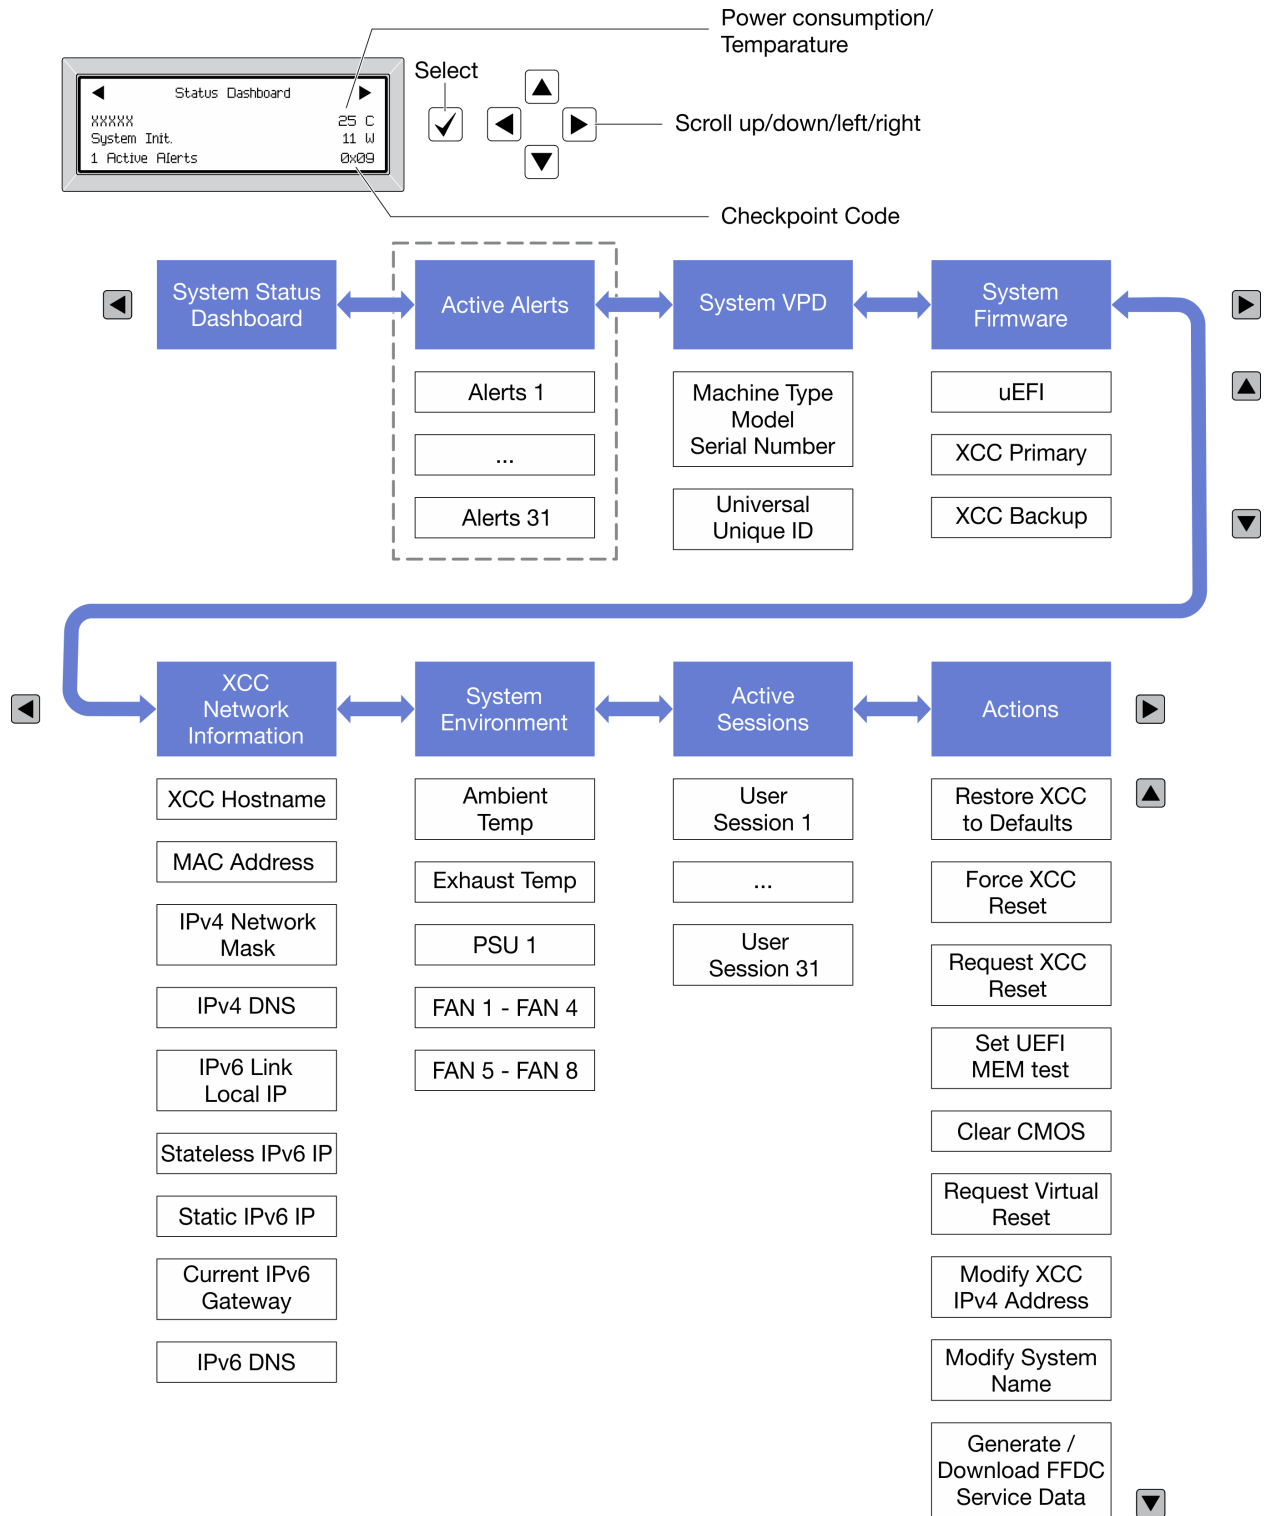 Power consumption/
Temparature
Select
Status Dashboard
XXXXX 25 C
System Init. 11 W
1 Active Alerts 0x09
Scroll up/down/left/right
Checkpoint Code
System Status
Dashboard
Active Alerts
System VPD
System
Firmware
Alerts 1
...
Alerts 31
Machine Type
Model
Serial Number
Universal
Unique ID
uEFI
XCC Primary
XCC Backup
XCC
Network
Information
System
Environment
Active
Sessions
Actions
XCC Hostname
MAC Address
IPv4 Network
Mask
IPv4 DNS
IPv6 Link
Local IP
Stateless IPv6 IP
Static IPv6 IP
Current IPv6
Gateway
IPv6 DNS
Ambient
Temp
Exhaust Temp
PSU 1
FAN 1 - FAN 4
FAN 5 - FAN 8
User
Session 1
...
User
Session 31
Restore XCC
to Defaults
Force XCC
Reset
Request XCC
Reset
Set UEFI
MEM test
Clear CMOS
Request Virtual
Reset
Modify XCC
IPv4 Address
Modify System
Name
Generate /
Download FFDC
Service Data